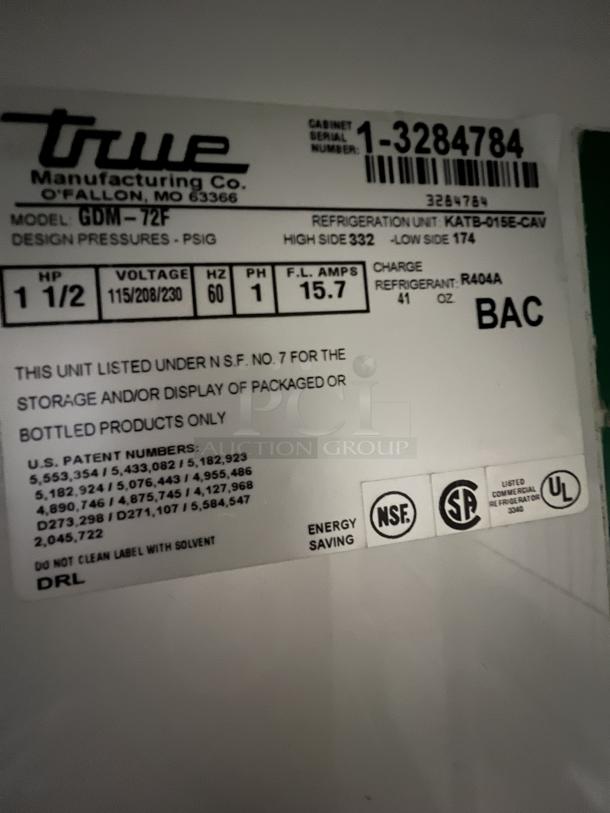 true
Manufacturing Co.
O'FALLON, MO 63366
CABINET
SERIAL
NUMBER: 1-3284784
3284784
MODEL: GDM-72F
REFRIGERATION UNIT: KATB-015E-CAV
DESIGN PRESSURES - PSIG HIGH SIDE 332 -LOW SIDE 174
HP VOLTAGE HZ PH F.L. AMPS
1 1/2 115/208/230 60 1 15.7
CHARGE
REFRIGERANT: R404A
41 OZ.
BAC
THIS UNIT LISTED UNDER N S.F. NO. 7 FOR THE
STORAGE AND/OR DISPLAY OF PACKAGED OR
BOTTLED PRODUCTS ONLY
PCI
AUCTION GROUP
U.S. PATENT NUMBERS:
5,553,354 / 5,433,082 / 5,182,923
5,182,924 / 5,076,443 / 4,955,486
4,890,746 / 4,875,745 / 4,127,968
D273,298 / D271,107 / 5,584,547
2,045,722
DO NOT CLEAN LABEL WITH SOLVENT
DRL
ENERGY
SAVING
NSF.
SA
LISTED
COMMERCIAL
REFRIGERATOR
3340
UL